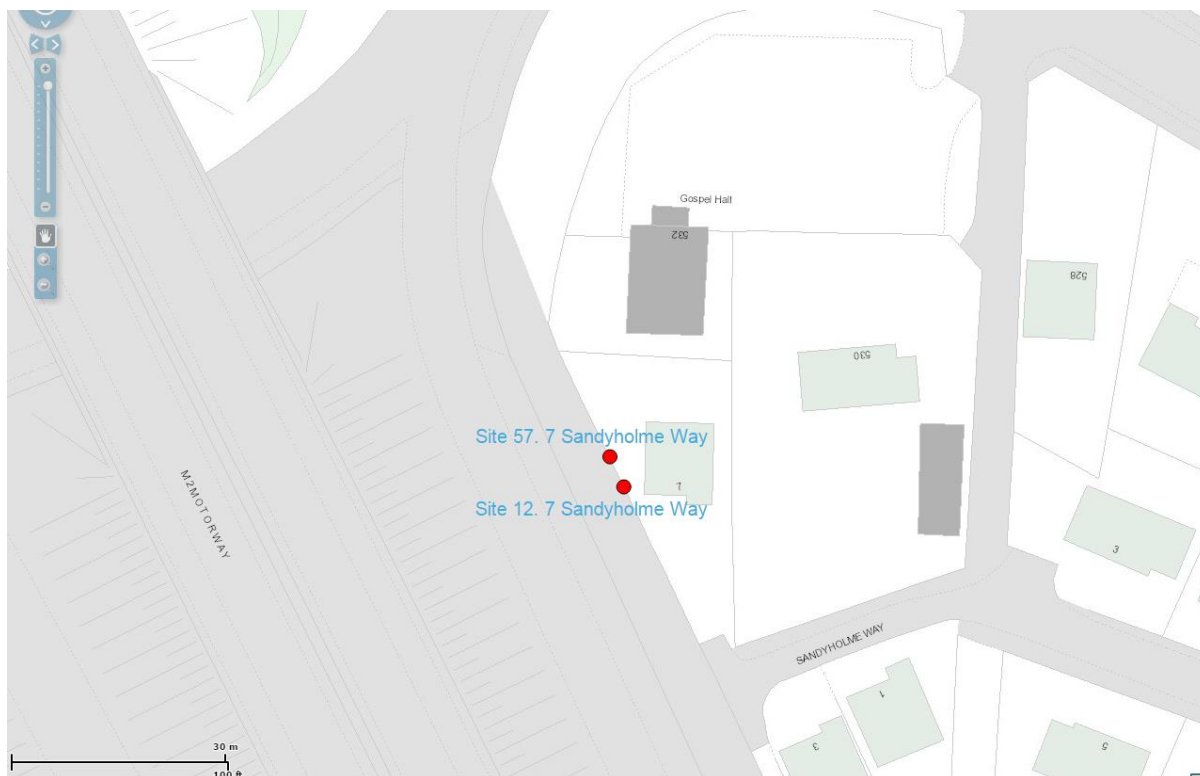 Gospel Hall
532
528
530
Site 57. 7 Sandyholme Way
7
Site 12. 7 Sandyholme Way
M2MOTORWAY
3
SANDYHOLME WAY
1
3
5
30 m
100 ft